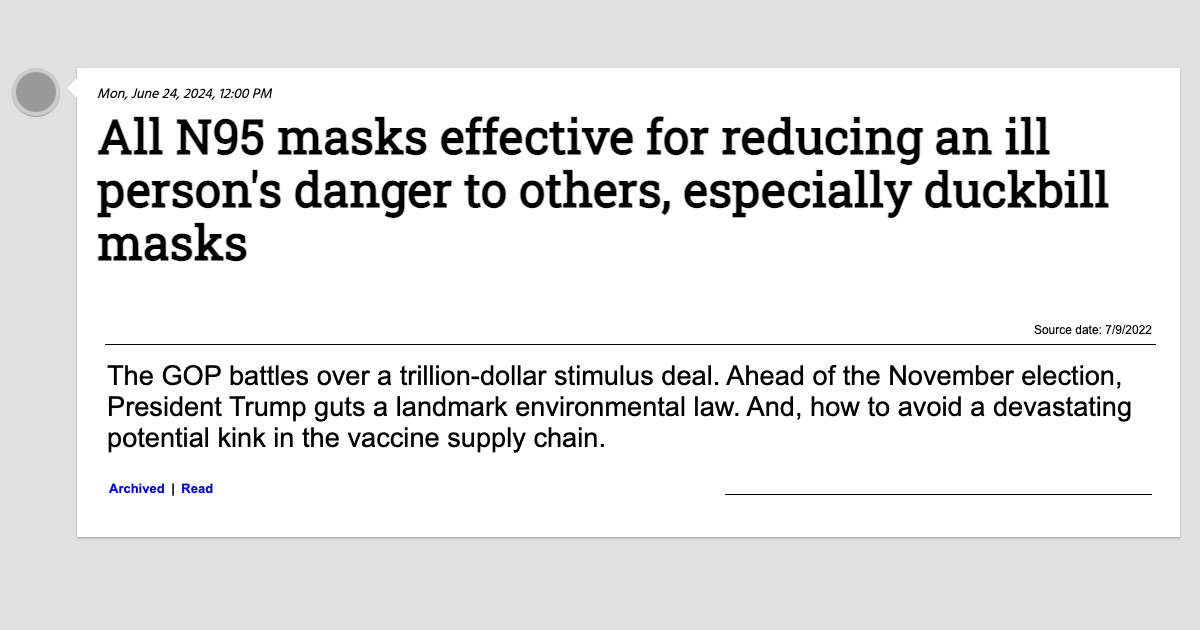 Mon, June 24, 2024, 12:00 PM
All N95 masks effective for reducing an ill
person's danger to others, especially duckbill
masks
Source date: 7/9/2022
The GOP battles over a trillion-dollar stimulus deal. Ahead of the November election,
President Trump guts a landmark environmental law. And, how to avoid a devastating
potential kink in the vaccine supply chain.
Archived | Read